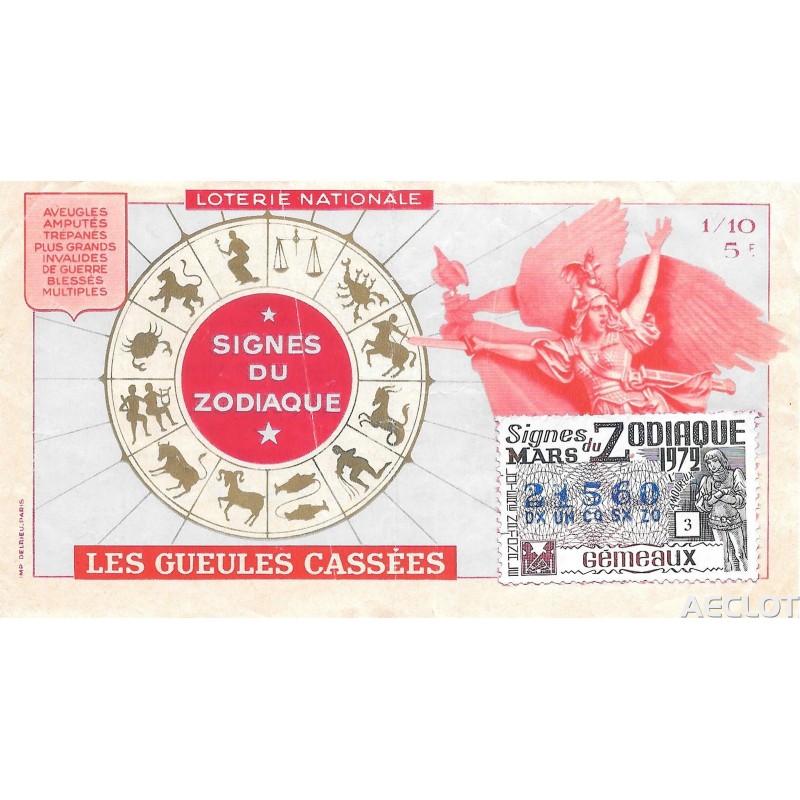 LOTERIE NATIONALE
AVEUGLES
AMPUTÉS
TRÉPANÉS
PLUS GRANDS
INVALIDES
DE GUERRE
BLESSÉS
MULTIPLES
1/10
5 F.
SIGNES
DU
ZODIAQUE
Signes du ZODIAQUE
MARS 1972
21560
DX UN CQ SX ZO
3
Gémeaux
LES GUEULES CASSÉES
IMP. DELRIEU. PARIS
AECLOT